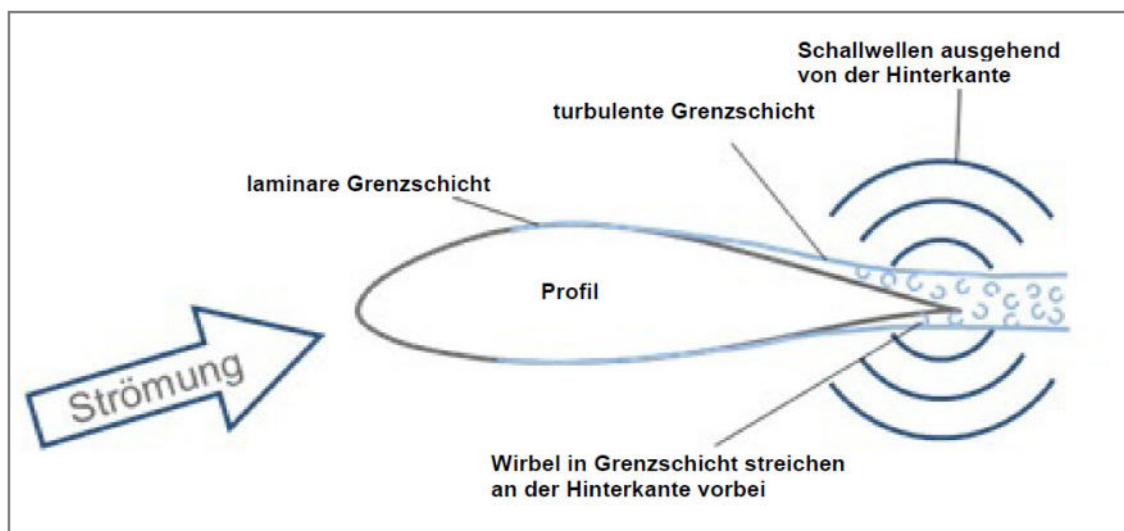 Schallwellen ausgehend
von der Hinterkante
turbulente Grenzschicht
laminare Grenzschicht
Profil
Strömung
Wirbel in Grenzschicht streichen
an der Hinterkante vorbei